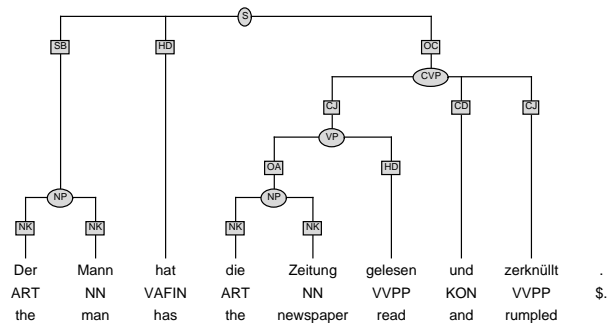 S
SB HD OC
CVP
CJ CD CJ
VP
OA HD
NP NP
NK NK NK NK
Der Mann hat die Zeitung gelesen und zerknüllt .
ART NN VAFIN ART NN VVPP KON VVPP $.
the man has the newspaper read and rumpled